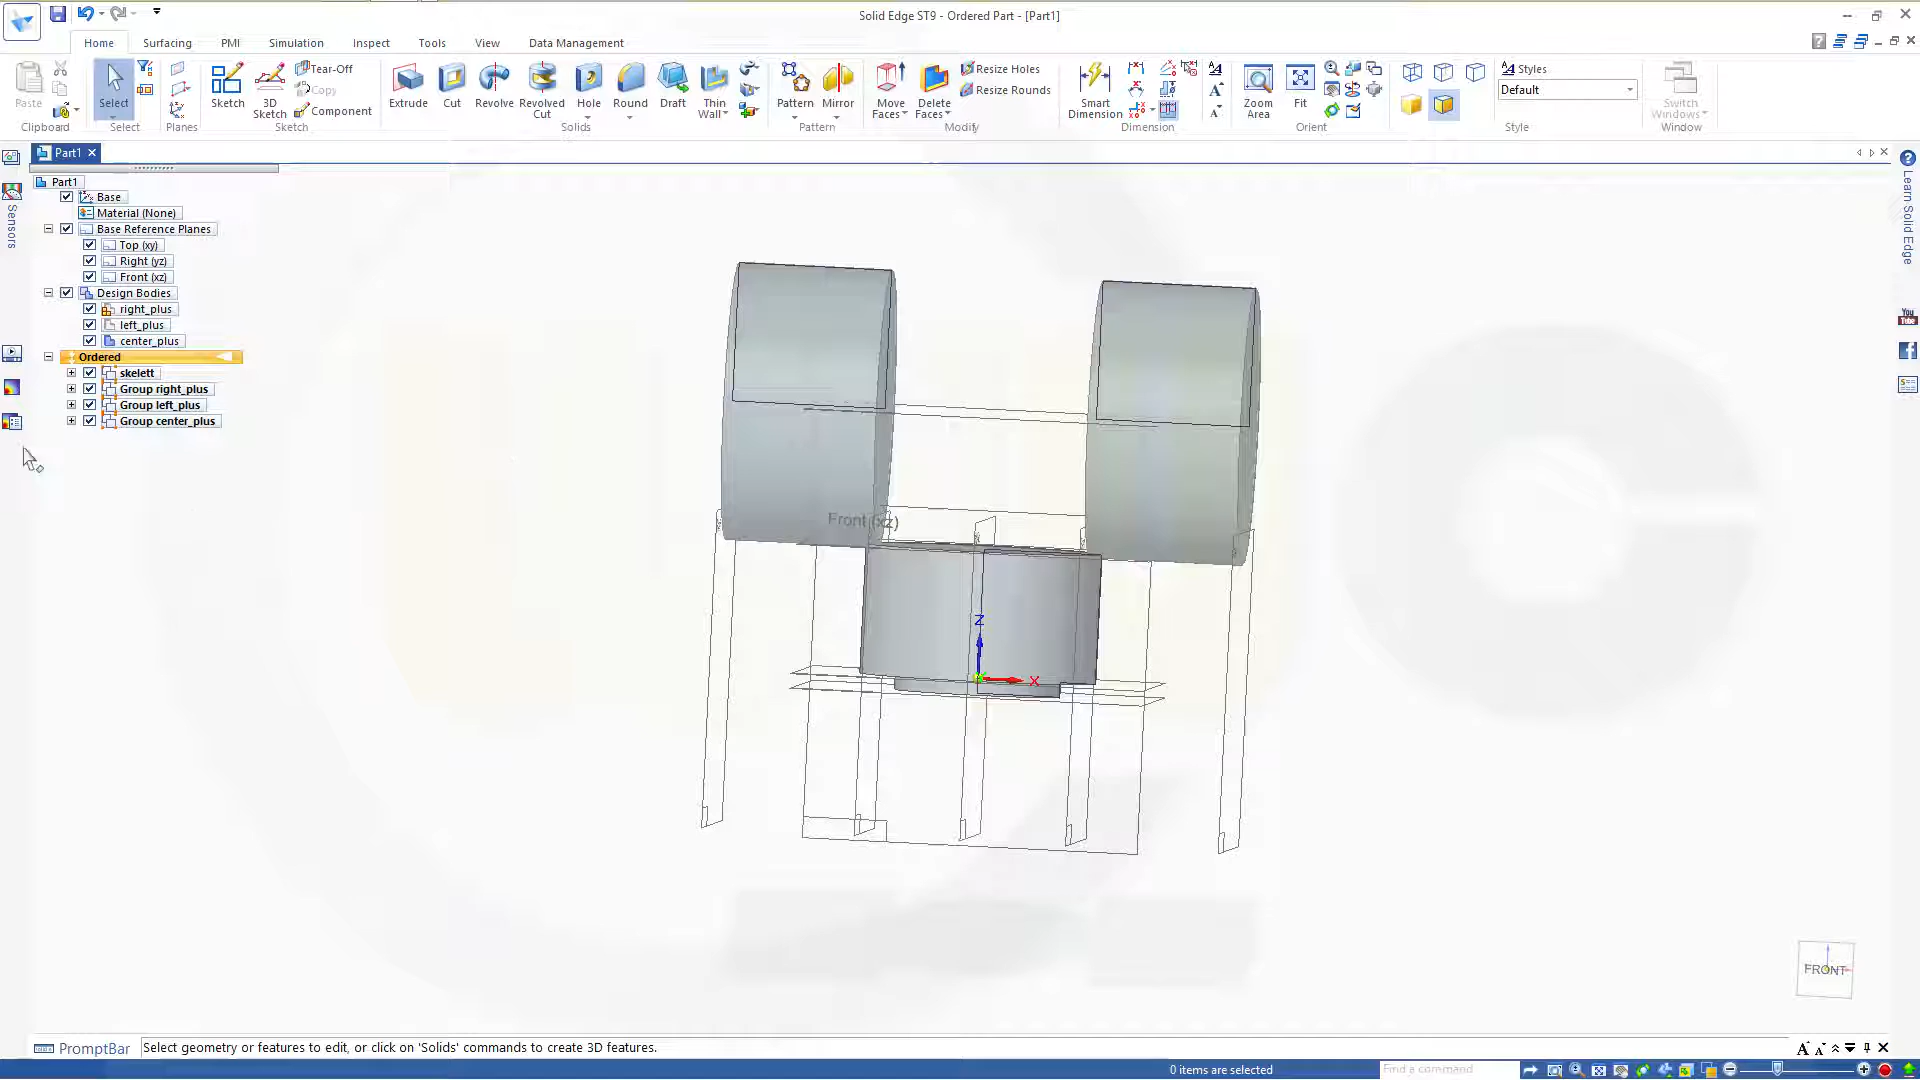 Solid Edge ST9 - Ordered Part - [Part1]
Home Surfacing PMI Simulation Inspect Tools View Data Management
Paste
Clipboard
Select
Select
Planes
Sketch
3D Sketch
Tear-Off
Copy
Component
Sketch
Extrude
Cut
Revolve
Revolved Cut
Hole
Round
Draft
Thin Wall
Solids
Pattern
Mirror
Pattern
Move Faces
Delete Faces
Resize Holes
Resize Rounds
Modify
Smart Dimension
Dimension
Zoom Area
Fit
Orient
Styles
Default
Style
Switch Windows
Window
Part1
Sensors
Part1
Base
Material (None)
Base Reference Planes
Top (xy)
Right (yz)
Front (xz)
Design Bodies
right_plus
left_plus
center_plus
Ordered
skelett
Group right_plus
Group left_plus
Group center_plus
Front (xz)
Z
X
Learn Solid Edge
You
Tube
FRONT
PromptBar
Select geometry or features to edit, or click on 'Solids' commands to create 3D features.
0 items are selected
Find a command